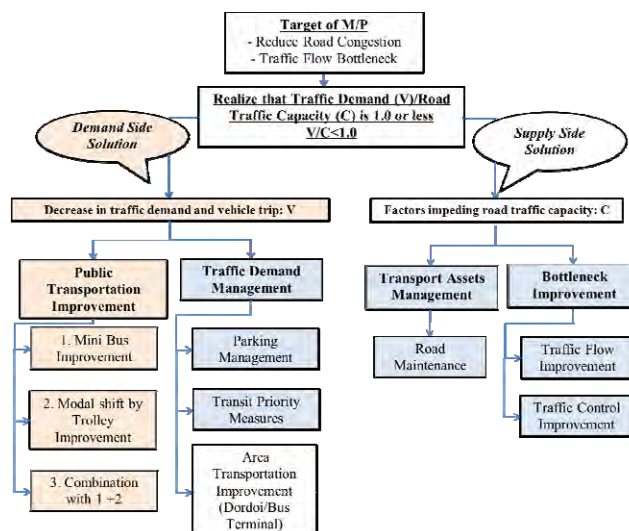 Target of M/P
- Reduce Road Congestion
- Traffic Flow Bottleneck
Realize that Traffic Demand (V)/Road
Traffic Capacity (C) is 1.0 or less
V/C<1.0
Demand Side
Solution
Supply Side
Solution
Decrease in traffic demand and vehicle trip: V
Factors impeding road traffic capacity: C
Public
Transportation
Improvement
Traffic Demand
Management
Transport Assets
Management
Bottleneck
Improvement
1. Mini Bus
Improvement
2. Modal shift by
Trolley
Improvement
3. Combination
with 1 +2
Parking
Management
Transit Priority
Measures
Area
Transportation
Improvement
(Dordoi/Bus
Terminal)
Road
Maintenance
Traffic Flow
Improvement
Traffic Control
Improvement